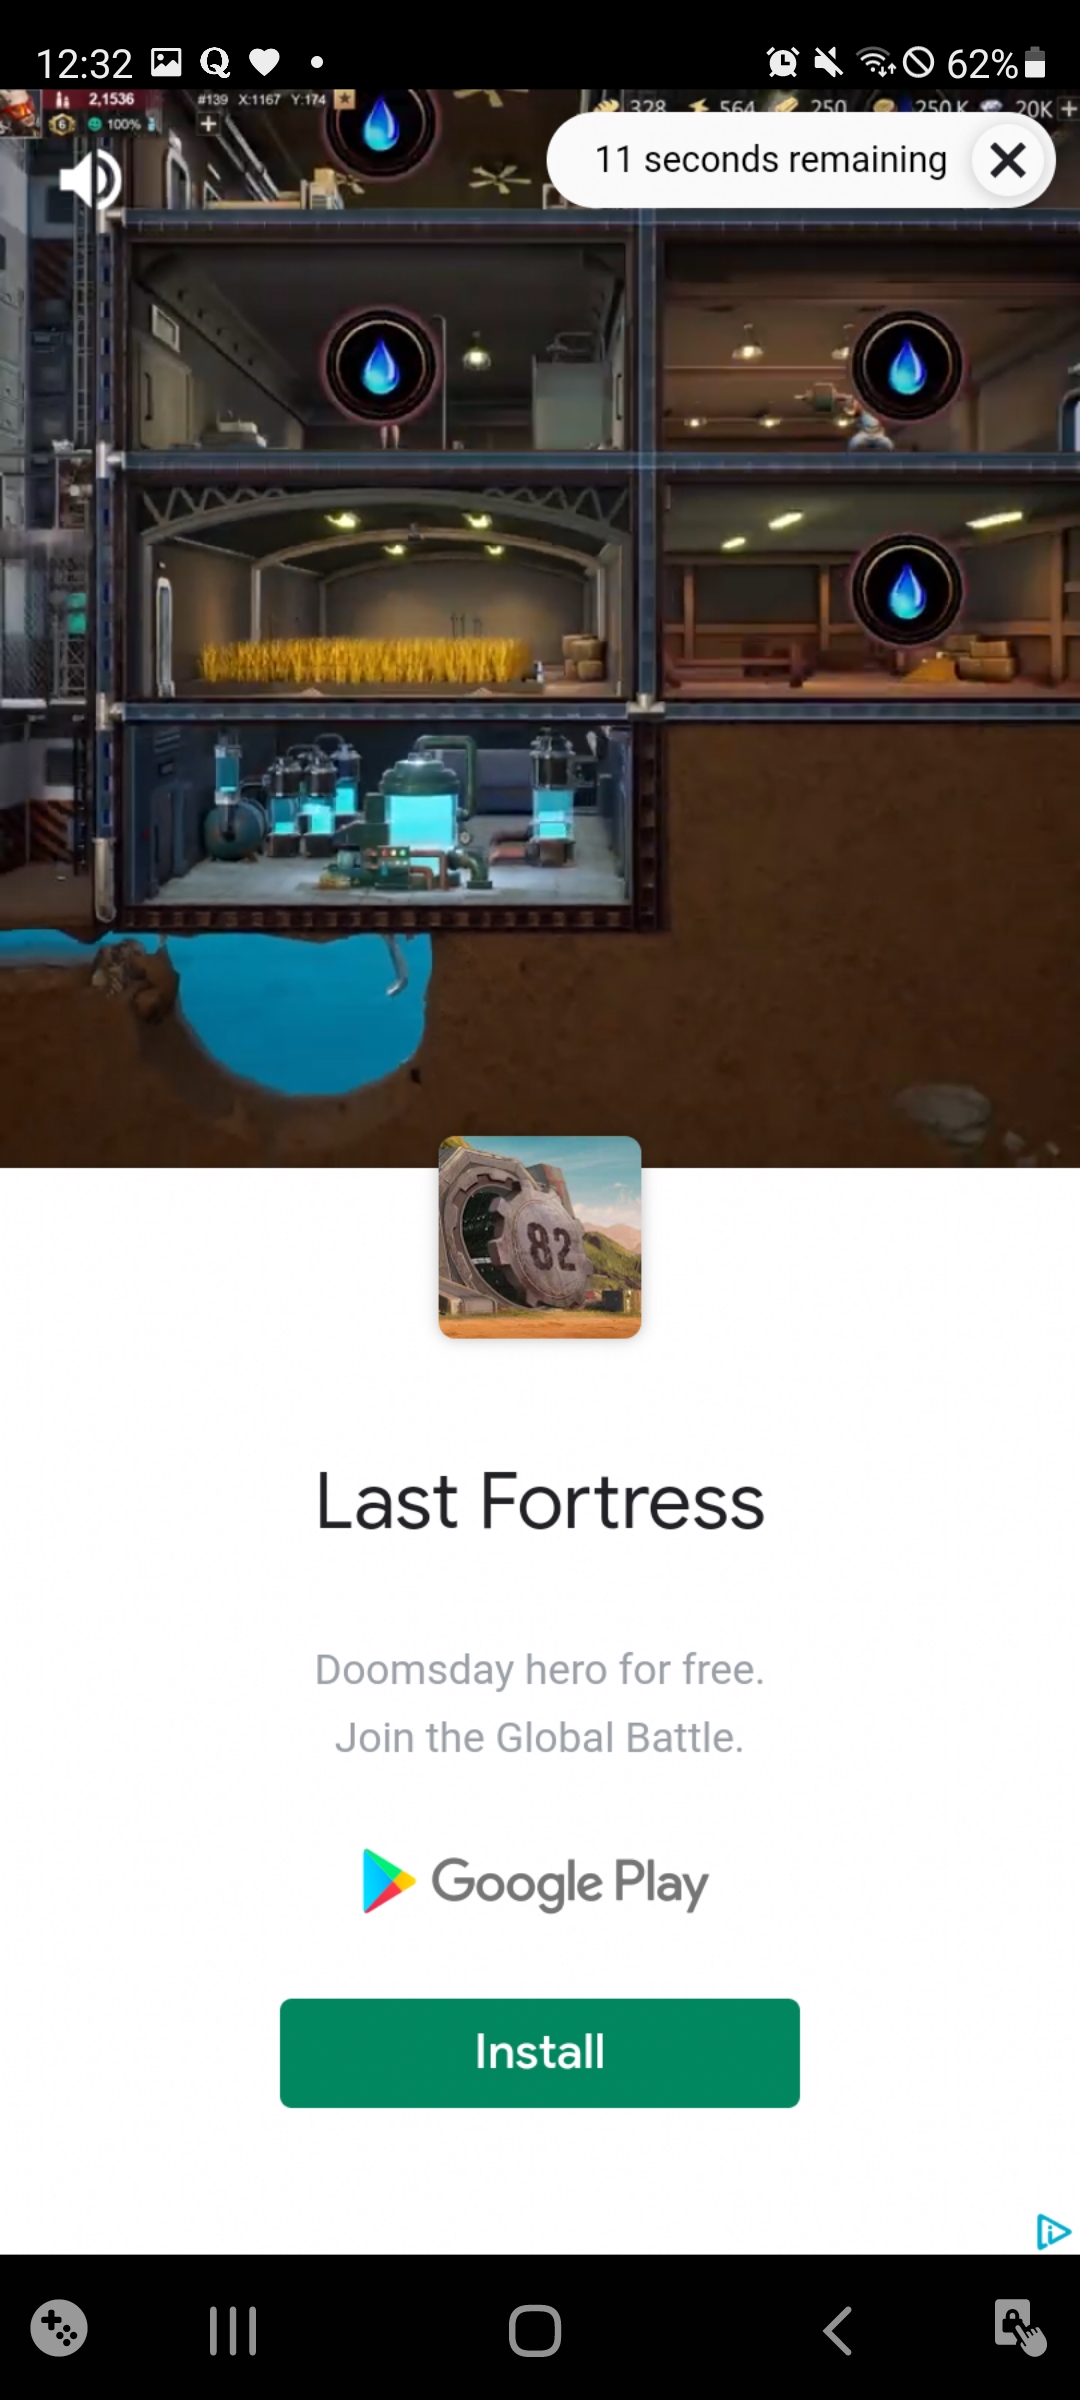 12:32
62%
2,1536
#139 X:1167 Y:174
328 564 250 250K 20K
6
100%
11 seconds remaining
82
Last Fortress
Doomsday hero for free.
Join the Global Battle.
Google Play
Install